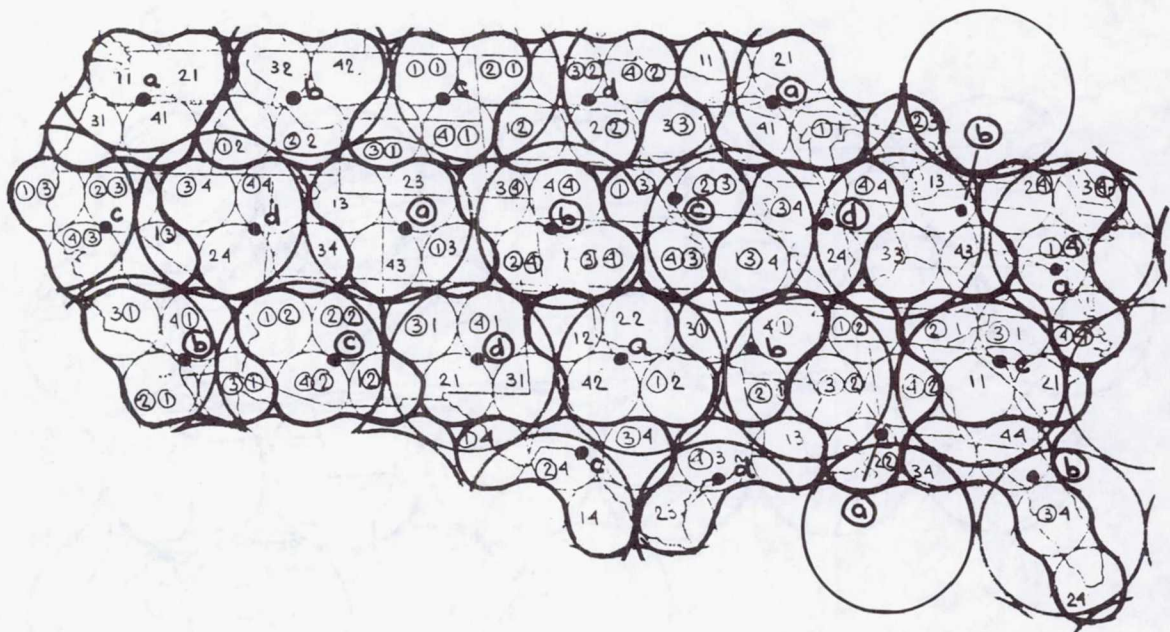 11 a 21 32 42 ①① ②① ③2 ④2 11 21
b c d ⓐ
31 41 ②2 ④① 1② 2② 3③ 41 ①1 ②3 ⓑ
①2 ③①
①③ ②③ ③4 ④4 23 3④ 4④ ①3 ②③ ④4 13 2④ 3④
13 ③4
c d ⓐ ⓑ ⓒ ⓓ
④③ 13 24 34 43 ①3 2④ 3④ ④③ ①3 4 24 33 43 ①④
a
3① 4① ①② ②② ③1 ④1 22 3① 4① ①② ② 1 ③1 4④
12
ⓑ ⓒ ⓓ a b c
②① ③① ④② 1② 21 31 42 ①2 ②1 ③② ④② 11 21
①4 ③4 13 44
②4 c ④3 d 22 34 ⓑ
14 23 ⓐ ③4
24